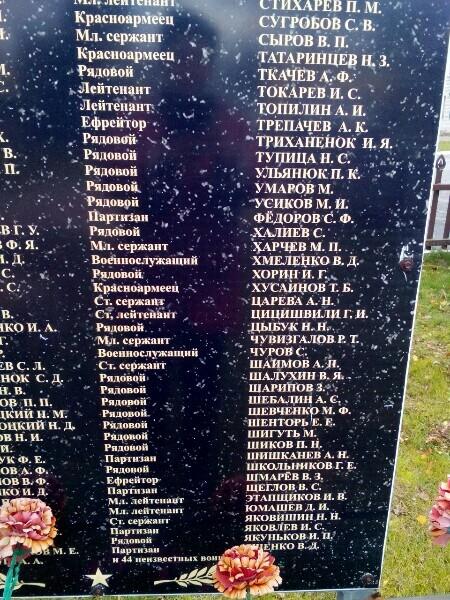 Мл. лейтенант СТИХАРЕВ П. М.
Красноармеец СУГРОБОВ С. В.
Мл. сержант СЫРОВ В. П.
Красноармеец ТАТАРИНЦЕВ Н. З.
Рядовой ТКАЧЕВ А. Ф.
Лейтенант ТОКАРЕВ И. С.
Лейтенант ТОПИЛИН А. И.
Ефрейтор ТРЕПАЧЕВ А. К.
Рядовой ТРИХАНЕНОК И. Я.
В. Рядовой ТУПИЦА Н. С.
П. Рядовой УЛЬЯНЮК П. К.
Рядовой УМАРОВ М.
Рядовой УСИКОВ М. И.
Партизан ФЁДОРОВ С. Ф.
Г. У. Рядовой ХАЛИЕВ С.
Ф. Я. Мл. сержант ХАРЧЕВ М. П.
Д. Военнослужащий ХМЕЛЕНКО В. Д.
С. Рядовой ХОРИН И. Г.
С. Красноармеец ХУСАИНОВ Т. Б.
Ст. сержант ЦАРЕВА А. Н.
Ст. лейтенант ЦИЦИШВИЛИ Г. И.
И. А. Рядовой ЦЫБУК Н. Н.
Мл. сержант ЧУВИЗГАЛОВ Р. Т.
Военнослужащий ЧУРОВ С.
С. Л. Ст. сержант ШАИМОВ А. Л.
С. Д. Рядовой ШАЛУХИН В. Я.
В. Рядовой ШАРИПОВ З.
П. П. Рядовой ШЕБАЛИН А. С.
Н. М. Рядовой ШЕВЧЕНКО М. Ф.
Н. Д. Рядовой ШЕНТОРЬ Е. Е.
Н. И. Рядовой ШИГУТЬ М.
И. Рядовой ШИКОВ П. Н.
Ф. Е. Партизан ШИШКАНЕВ А. Н.
А. Ф. Рядовой ШКОЛЬНИКОВ Г. Е.
В. Ф. Ефрейтор ШМАРЁВ В. З.
И. Д. Партизан ЩЕГЛОВ В. С.
Мл. лейтенант ЭТАПЩИКОВ И. В.
Мл. лейтенант ЮМАШЕВ Д. И.
Ст. сержант ЯКОВИШИН Н. Н.
Партизан ЯКОВЛЕВ И. С.
Рядовой ЯКУНЬКОВ И. П.
М. Е. Партизан В. Д.
А. А. и 44 неизвестных